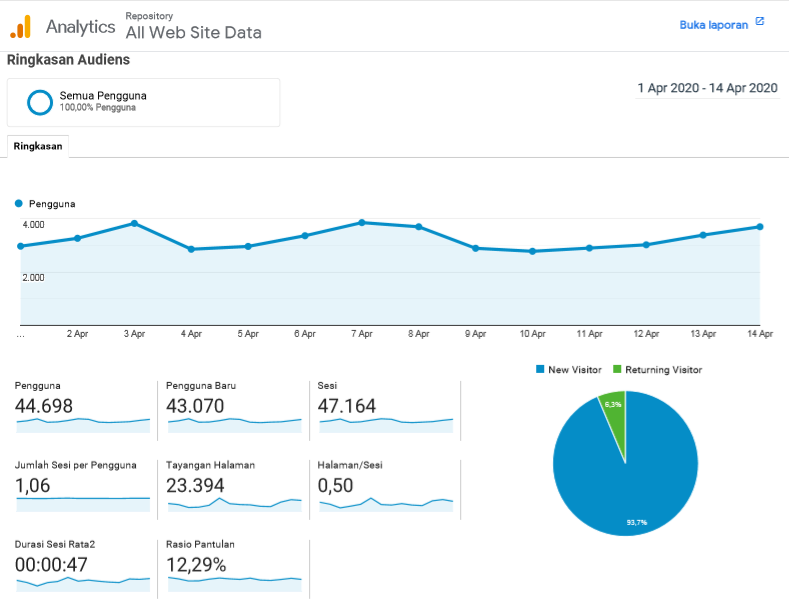 Analytics
Repository
All Web Site Data
Buka laporan
Ringkasan Audiens
Semua Pengguna
100,00% Pengguna
1 Apr 2020 - 14 Apr 2020
Ringkasan
Pengguna
4.000
2.000
... 2 Apr 3 Apr 4 Apr 5 Apr 6 Apr 7 Apr 8 Apr 9 Apr 10 Apr 11 Apr 12 Apr 13 Apr 14 Apr
New Visitor Returning Visitor
Pengguna
44.698
Pengguna Baru
43.070
Sesi
47.164
Jumlah Sesi per Pengguna
1,06
Tayangan Halaman
23.394
Halaman/Sesi
0,50
Durasi Sesi Rata2
00:00:47
Rasio Pantulan
12,29%
6,3%
93,7%